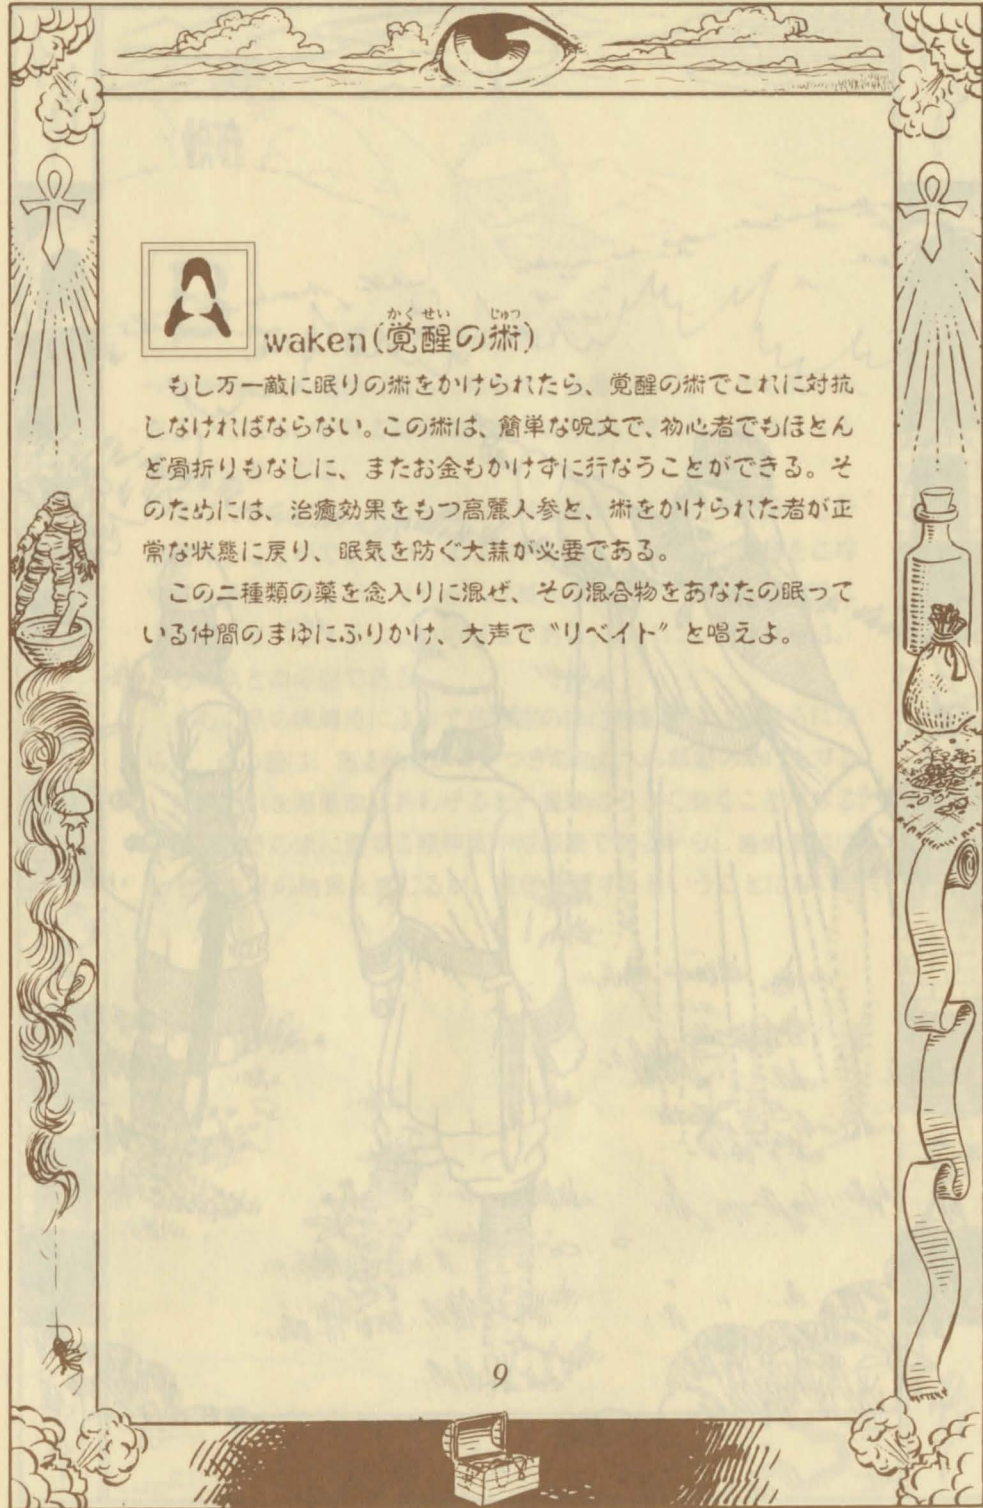 Awaken(覚醒の術)
もし万一敵に眠りの術をかけられたら、覚醒の術でこれに対抗
しなければならない。この術は、簡単な呪文で、初心者でもほとん
ど骨折りもなしに、またお金もかけずに行なうことができる。そ
のためには、治癒効果をもつ高麗人参と、術をかけられた者が正
常な状態に戻り、眠気を防ぐ大蒜が必要である。
この二種類の薬を念入りに混ぜ、その混合物をあなたの眠って
いる仲間のまゆにふりかけ、大声で〝リベイト〞と唱えよ。
9